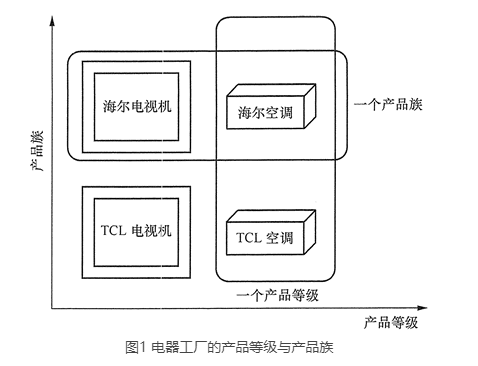 海尔电视机
海尔空调
一个产品族
产品族
TCL 电视机
TCL 空调
一个产品等级
产品等级
图1 电器工厂的产品等级与产品族